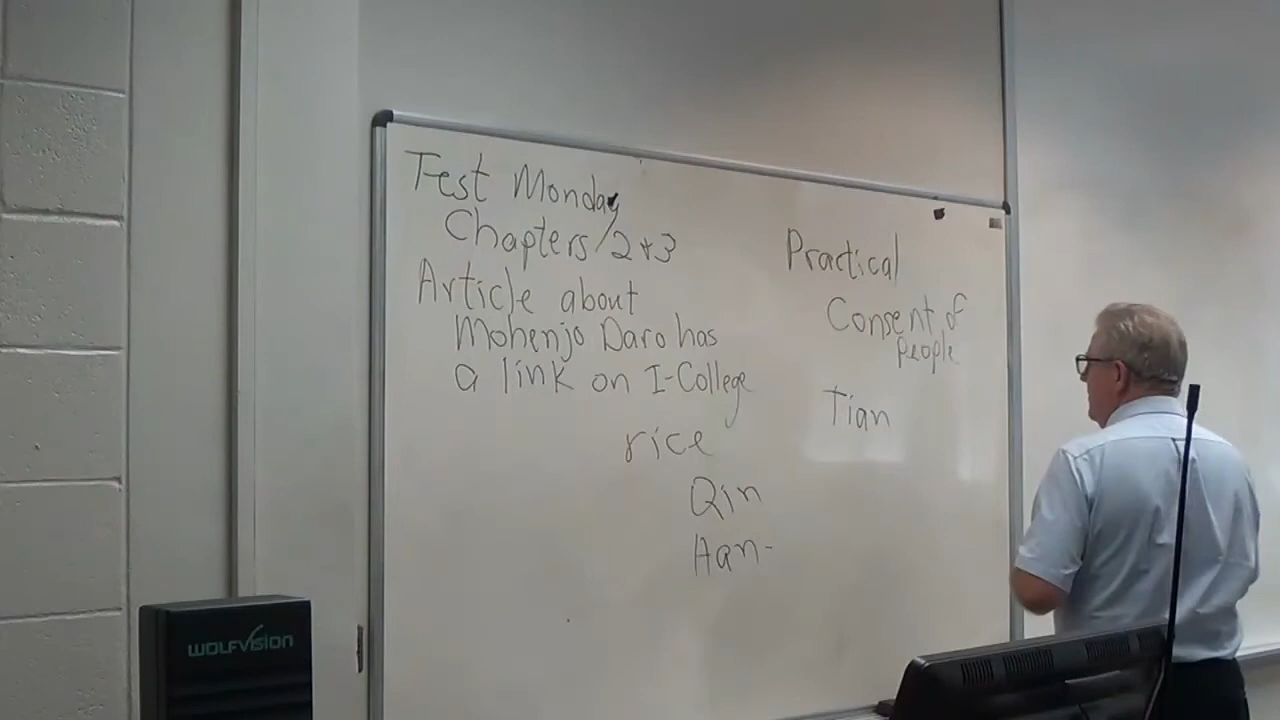 Test Monday
Chapters 1, 2 + 3
Article about
Mohenjo Daro has
a link on I-College
rice
Qin
Han-
Practical
Consent of
people
Tian
WOLFVISION